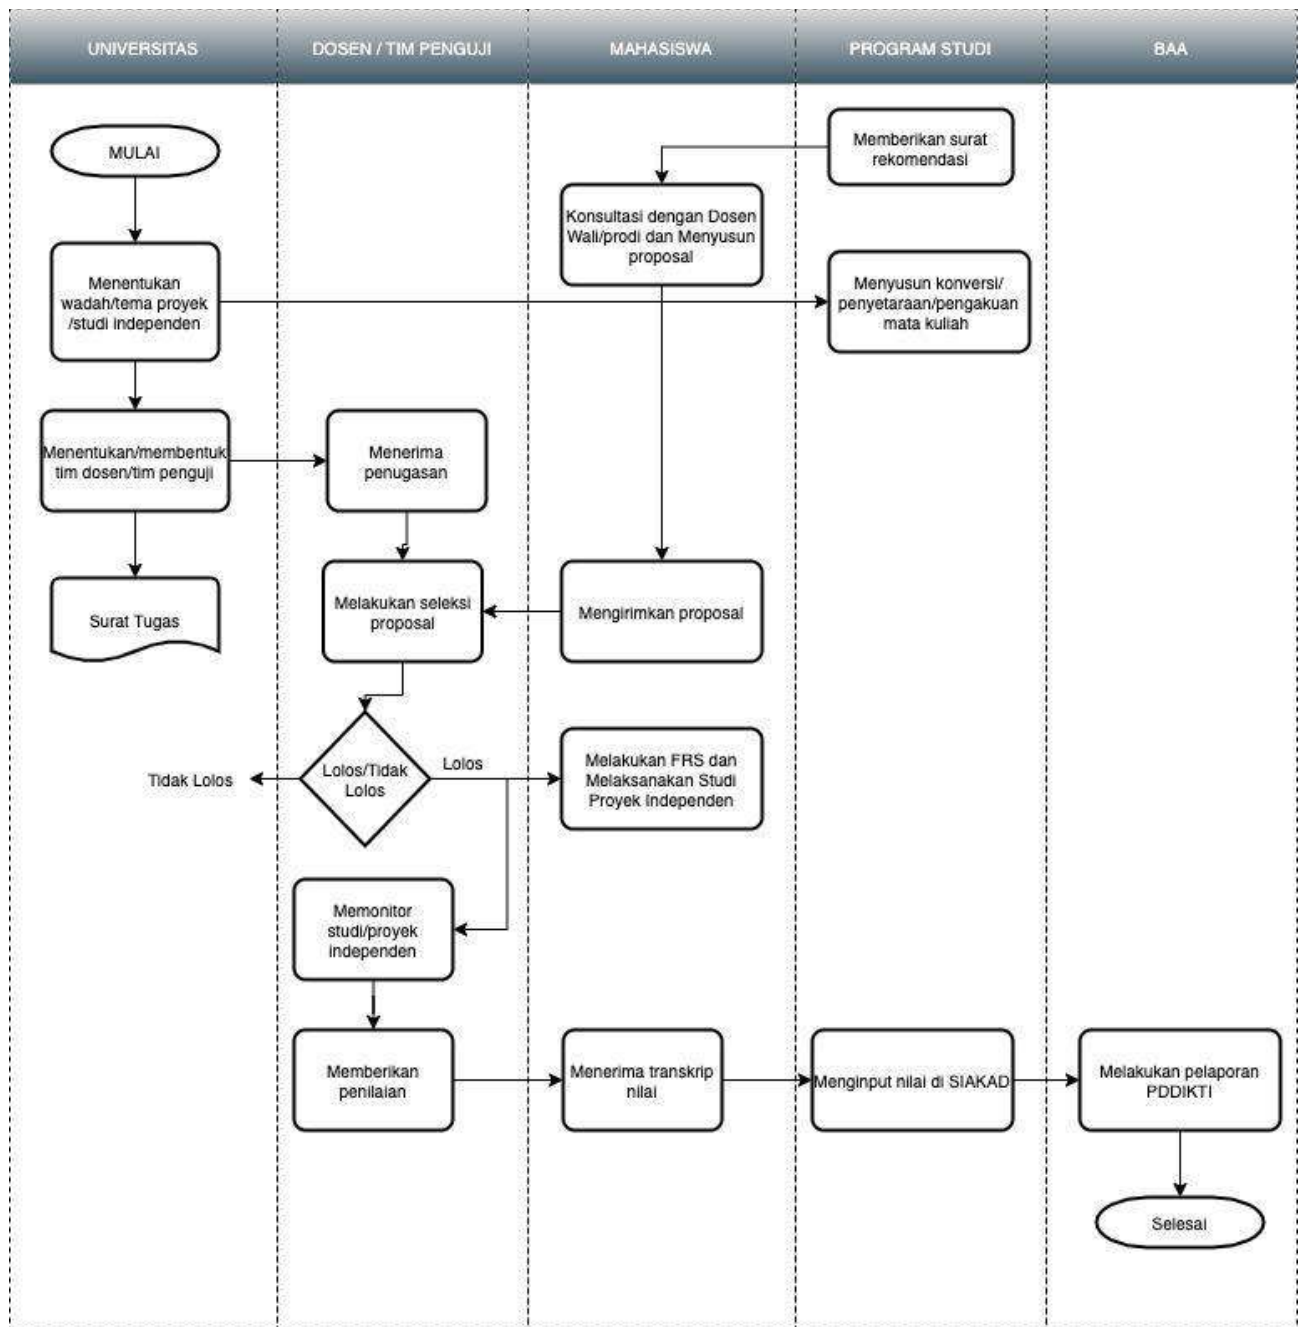 UNIVERSITAS
DOSEN / TIM PENGUJI
MAHASISWA
PROGRAM STUDI
BAA
MULAI
Memberikan surat
rekomendasi
Konsultasi dengan Dosen
Wali/prodi dan Menyusun
proposal
Menentukan
wadah/tema proyek
/studi independen
Menyusun konversi/
penyetaraan/pengakuan
mata kuliah
Menentukan/membentuk
tim dosen/tim penguji
Menerima
penugasan
Surat Tugas
Melakukan seleksi
proposal
Mengirimkan proposal
Tidak Lolos
Lolos/Tidak
Lolos
Lolos
Melakukan FRS dan
Melaksanakan Studi
Proyek Independen
Memonitor
studi/proyek
independen
Memberikan
penilaian
Menerima transkrip
nilai
Menginput nilai di SIAKAD
Melakukan pelaporan
PDDIKTI
Selesai